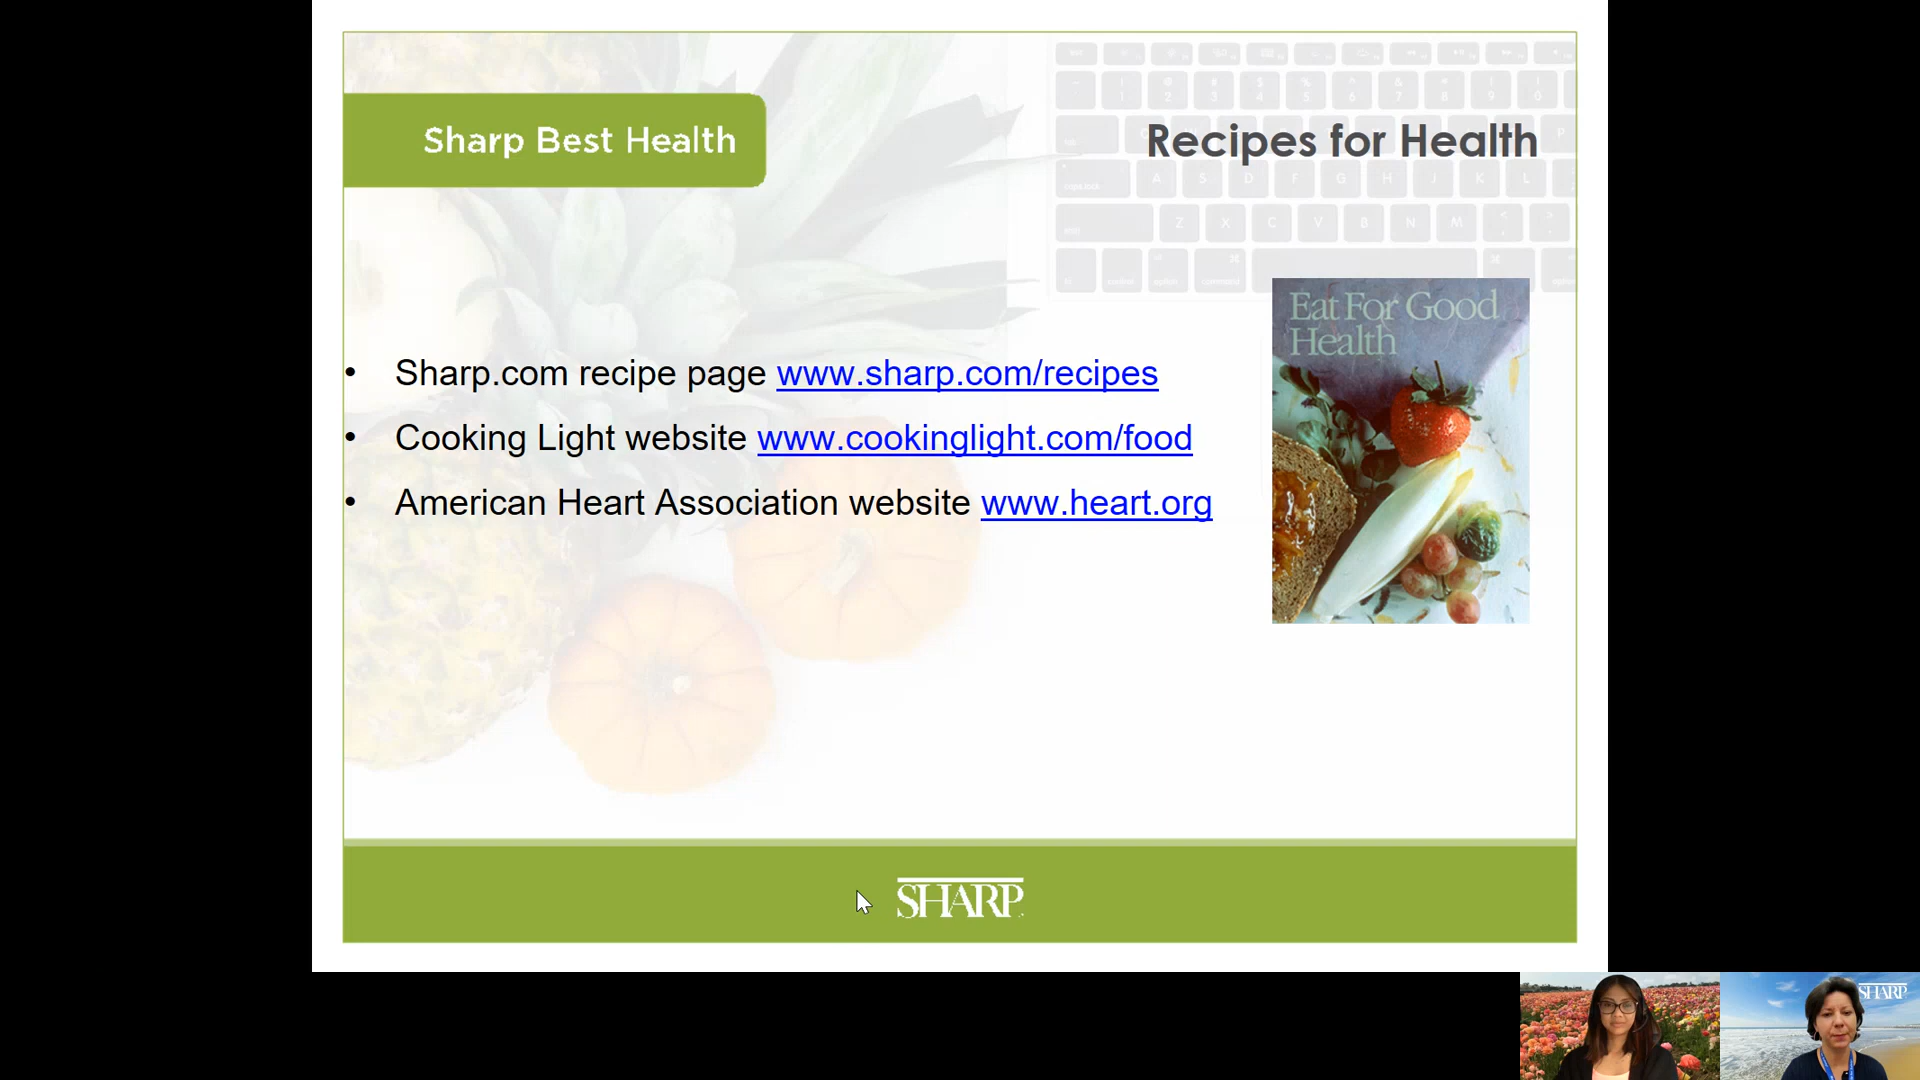 Sharp Best Health
Recipes for Health
• Sharp.com recipe page www.sharp.com/recipes
• Cooking Light website www.cookinglight.com/food
• American Heart Association website www.heart.org
Eat For Good
Health
SHARP
SHARP